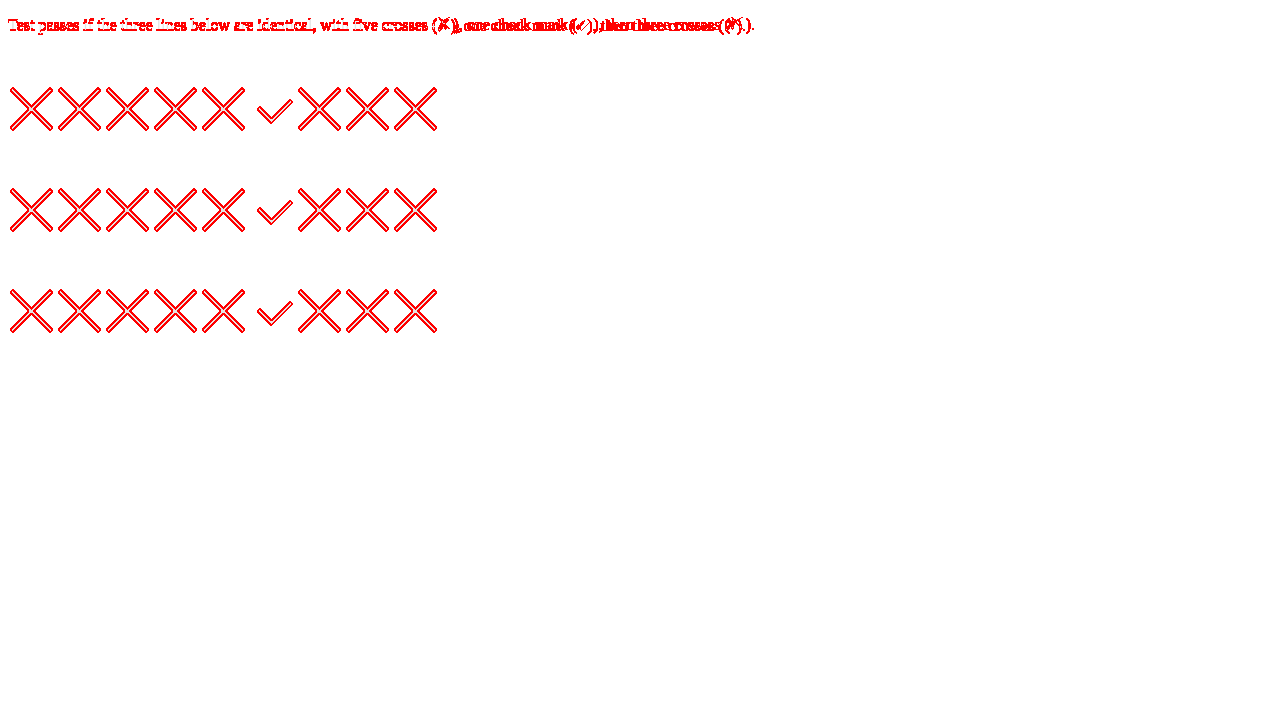 Test passes if the three lines below are identical, with five crosses (✗), one check mark (✓), then three crosses (✗).
✗✗✗✗✗✓✗✗✗
✗✗✗✗✗✓✗✗✗
✗✗✗✗✗✓✗✗✗